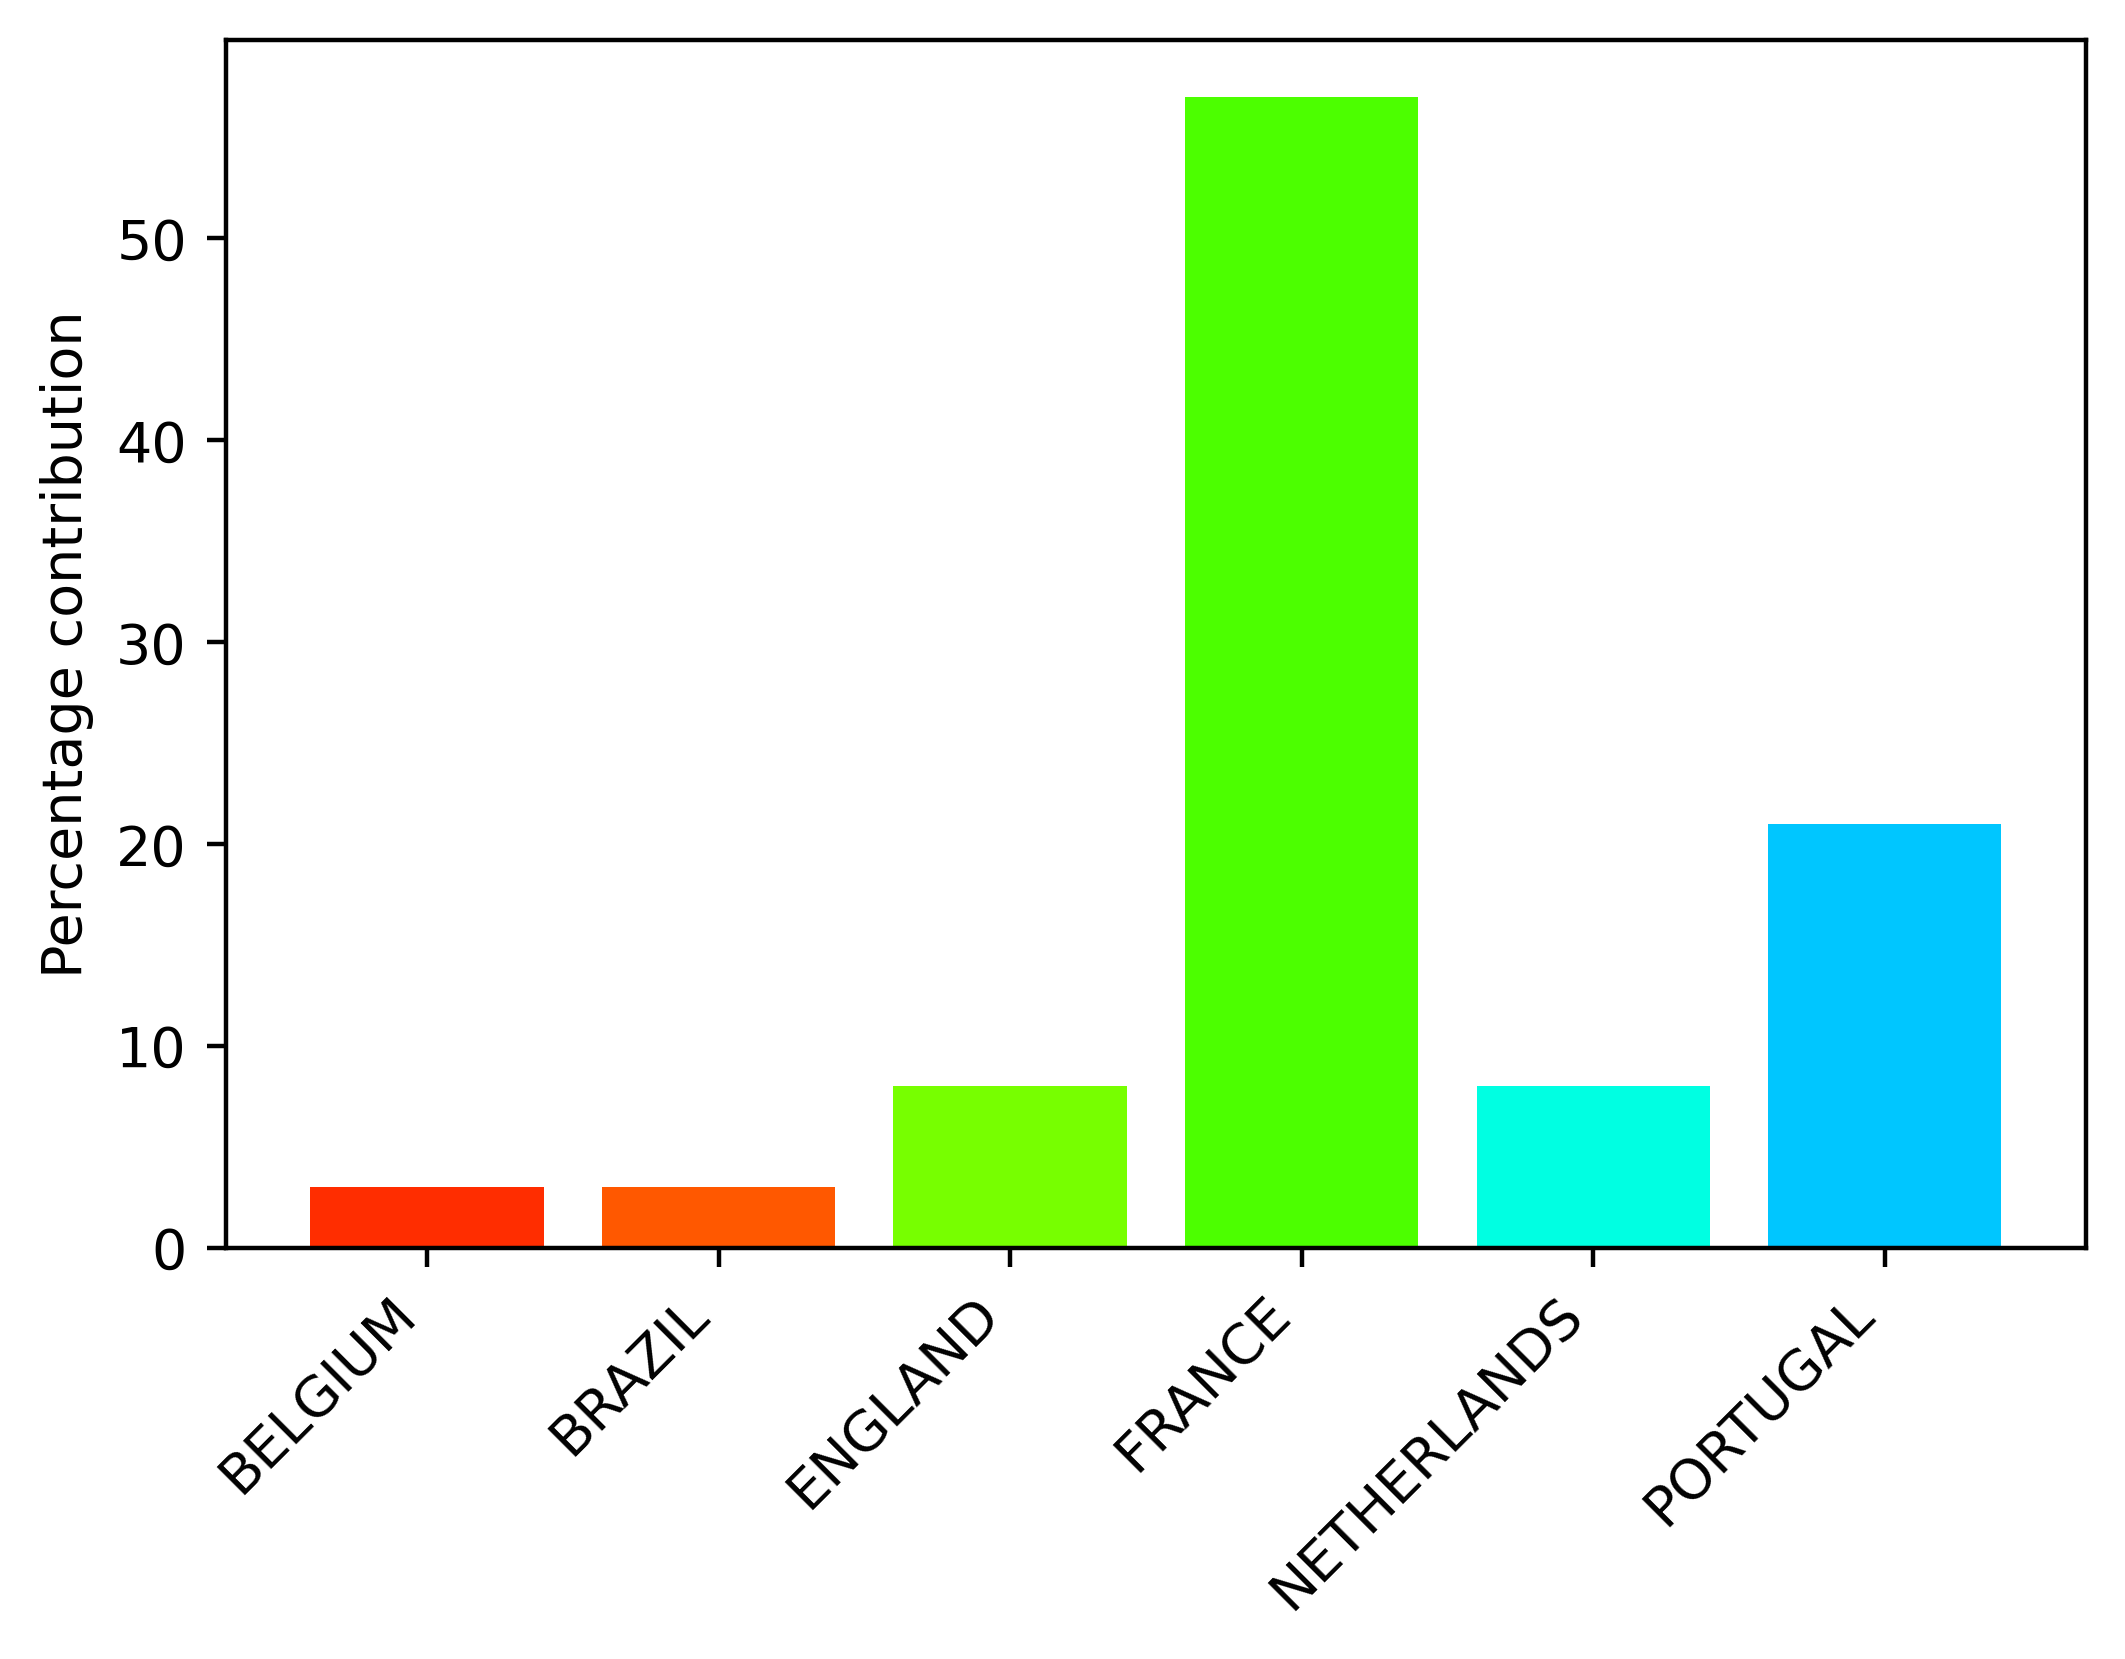 Percentage contribution
50
40
30
20
10
0
BELGIUM
BRAZIL
ENGLAND
FRANCE
NETHERLANDS
PORTUGAL